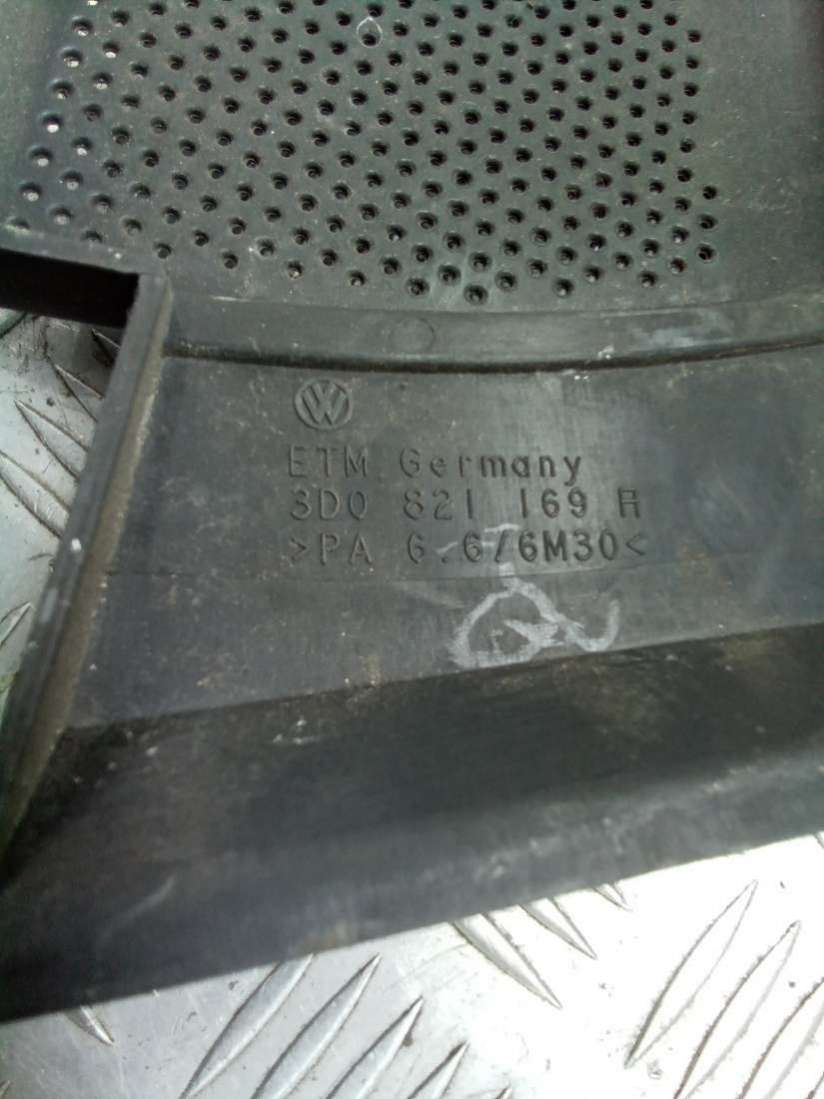 ETM Germany
3D0 821 169
>PA 6.6/6M30<